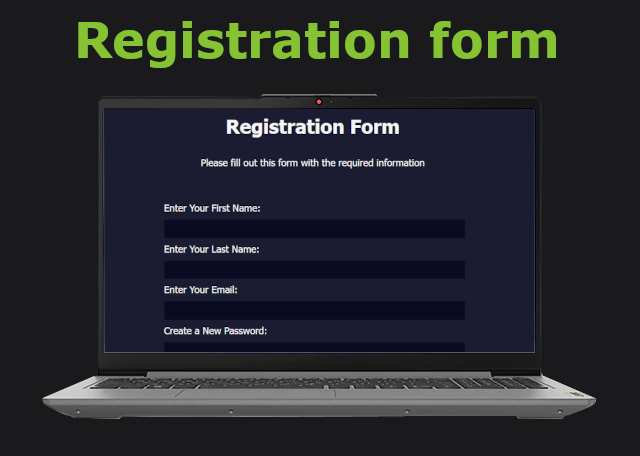 Registration form
Registration Form
Please fill out this form with the required information
Enter Your First Name:
Enter Your Last Name:
Enter Your Email:
Create a New Password: